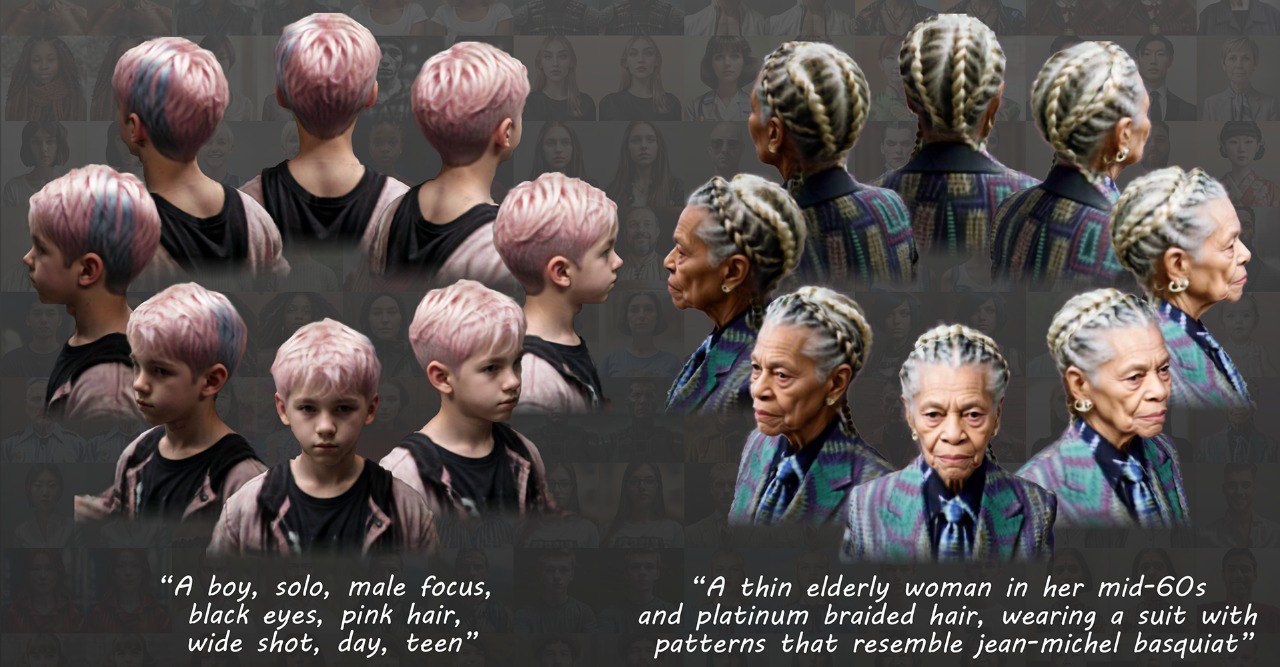 “A boy, solo, male focus,
black eyes, pink hair,
wide shot, day, teen”
“A thin elderly woman in her mid-60s
and platinum braided hair, wearing a suit with
patterns that resemble jean-michel basquiat”